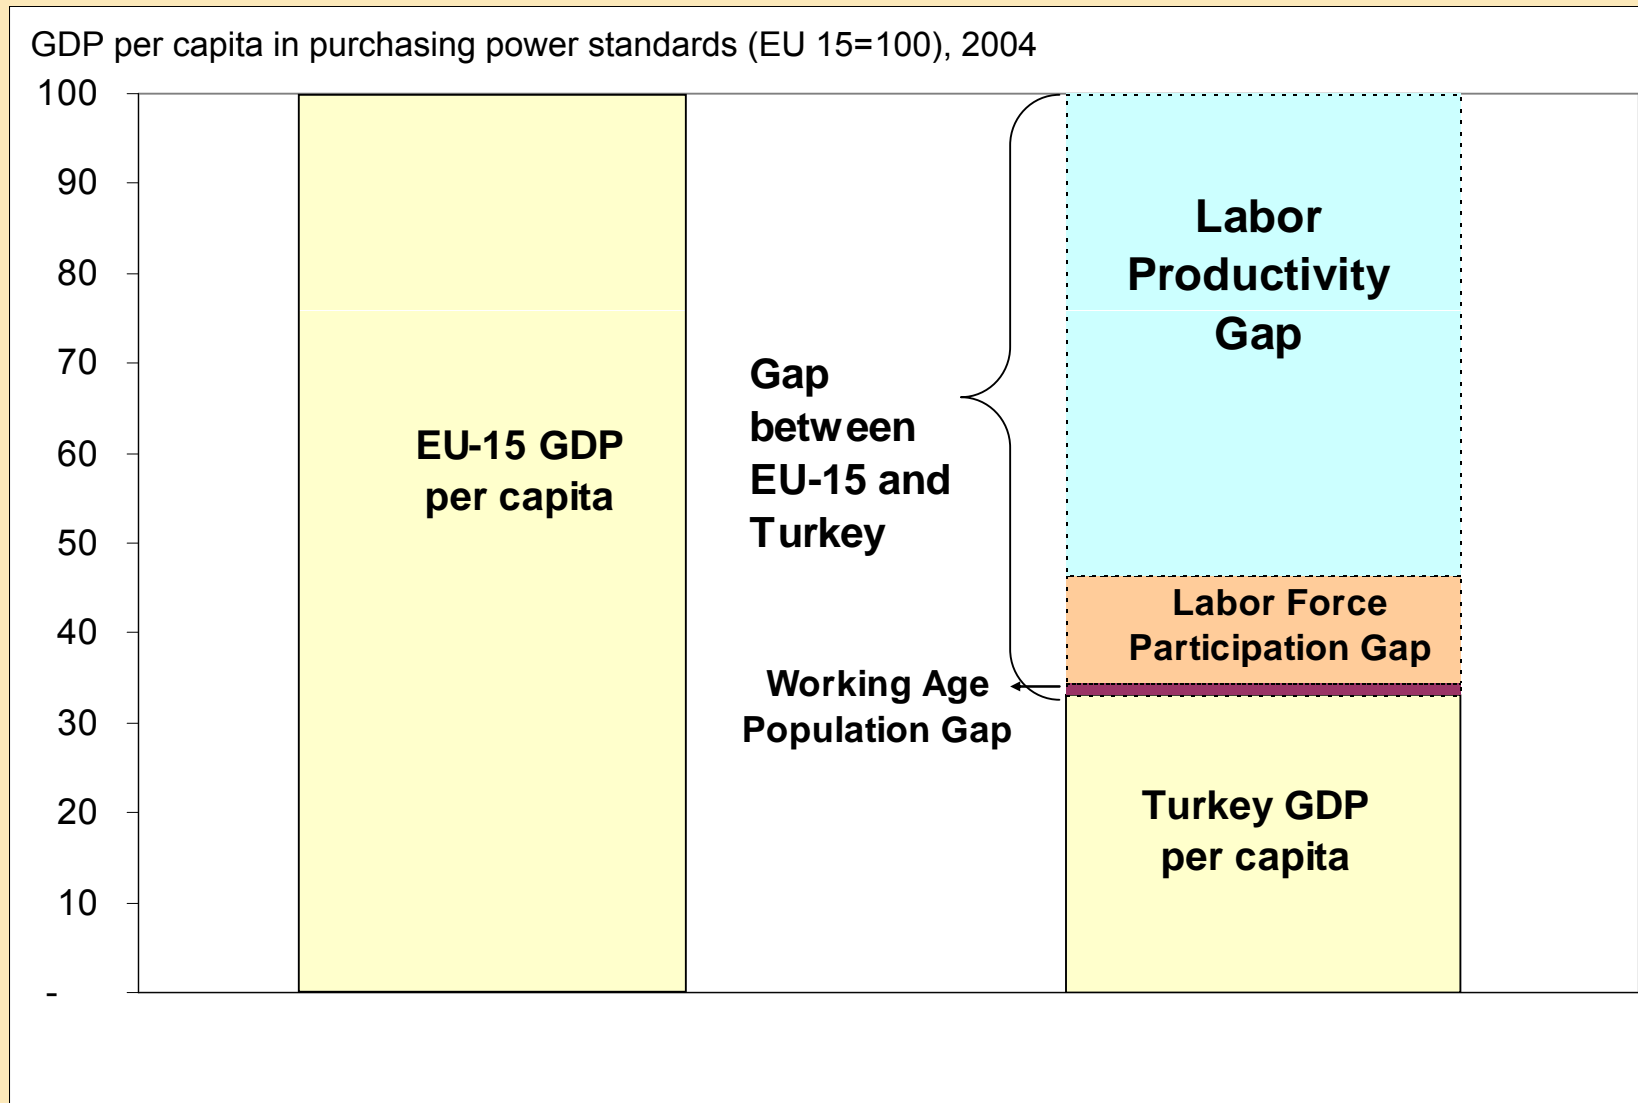 GDP per capita in purchasing power standards (EU 15=100), 2004
100
90
80
70
60
50
40
30
20
10
-
EU-15 GDP
per capita
Gap
between
EU-15 and
Turkey
Working Age
Population Gap
Labor
Productivity
Gap
Labor Force
Participation Gap
Turkey GDP
per capita